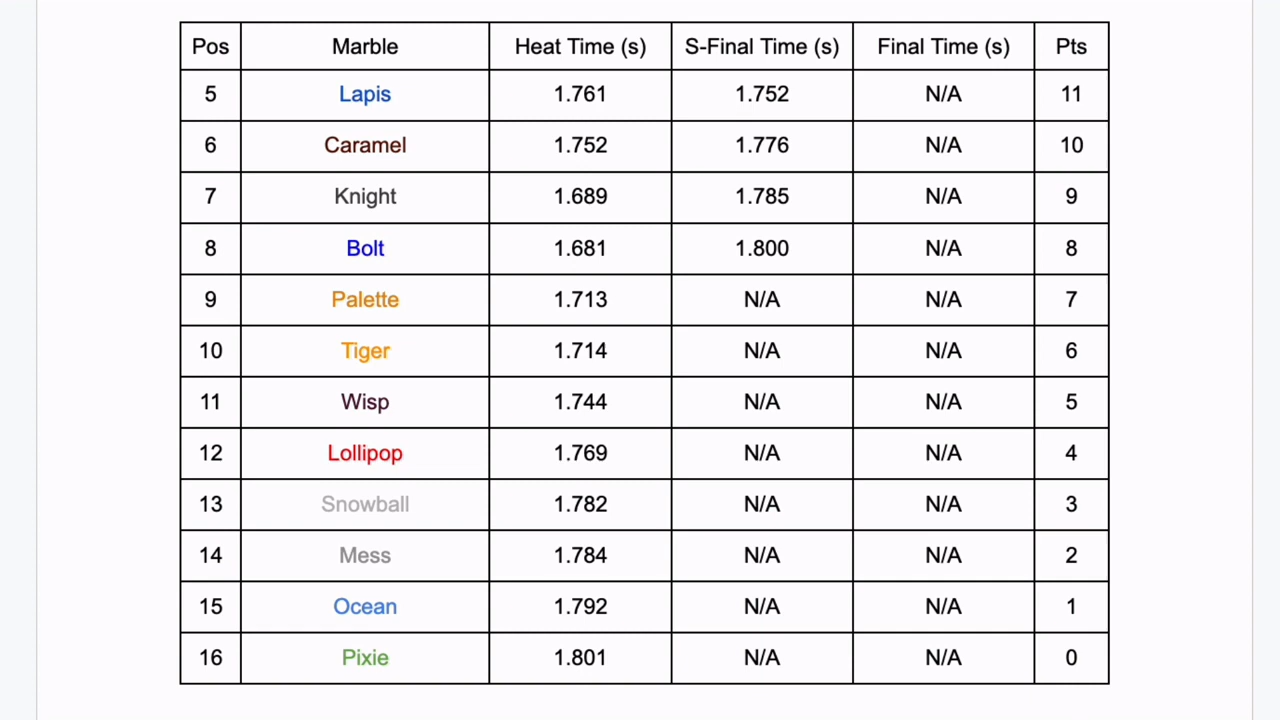 Pos Marble Heat Time (s) S-Final Time (s) Final Time (s) Pts
5 Lapis 1.761 1.752 N/A 11
6 Caramel 1.752 1.776 N/A 10
7 Knight 1.689 1.785 N/A 9
8 Bolt 1.681 1.800 N/A 8
9 Palette 1.713 N/A N/A 7
10 Tiger 1.714 N/A N/A 6
11 Wisp 1.744 N/A N/A 5
12 Lollipop 1.769 N/A N/A 4
13 Snowball 1.782 N/A N/A 3
14 Mess 1.784 N/A N/A 2
15 Ocean 1.792 N/A N/A 1
16 Pixie 1.801 N/A N/A 0